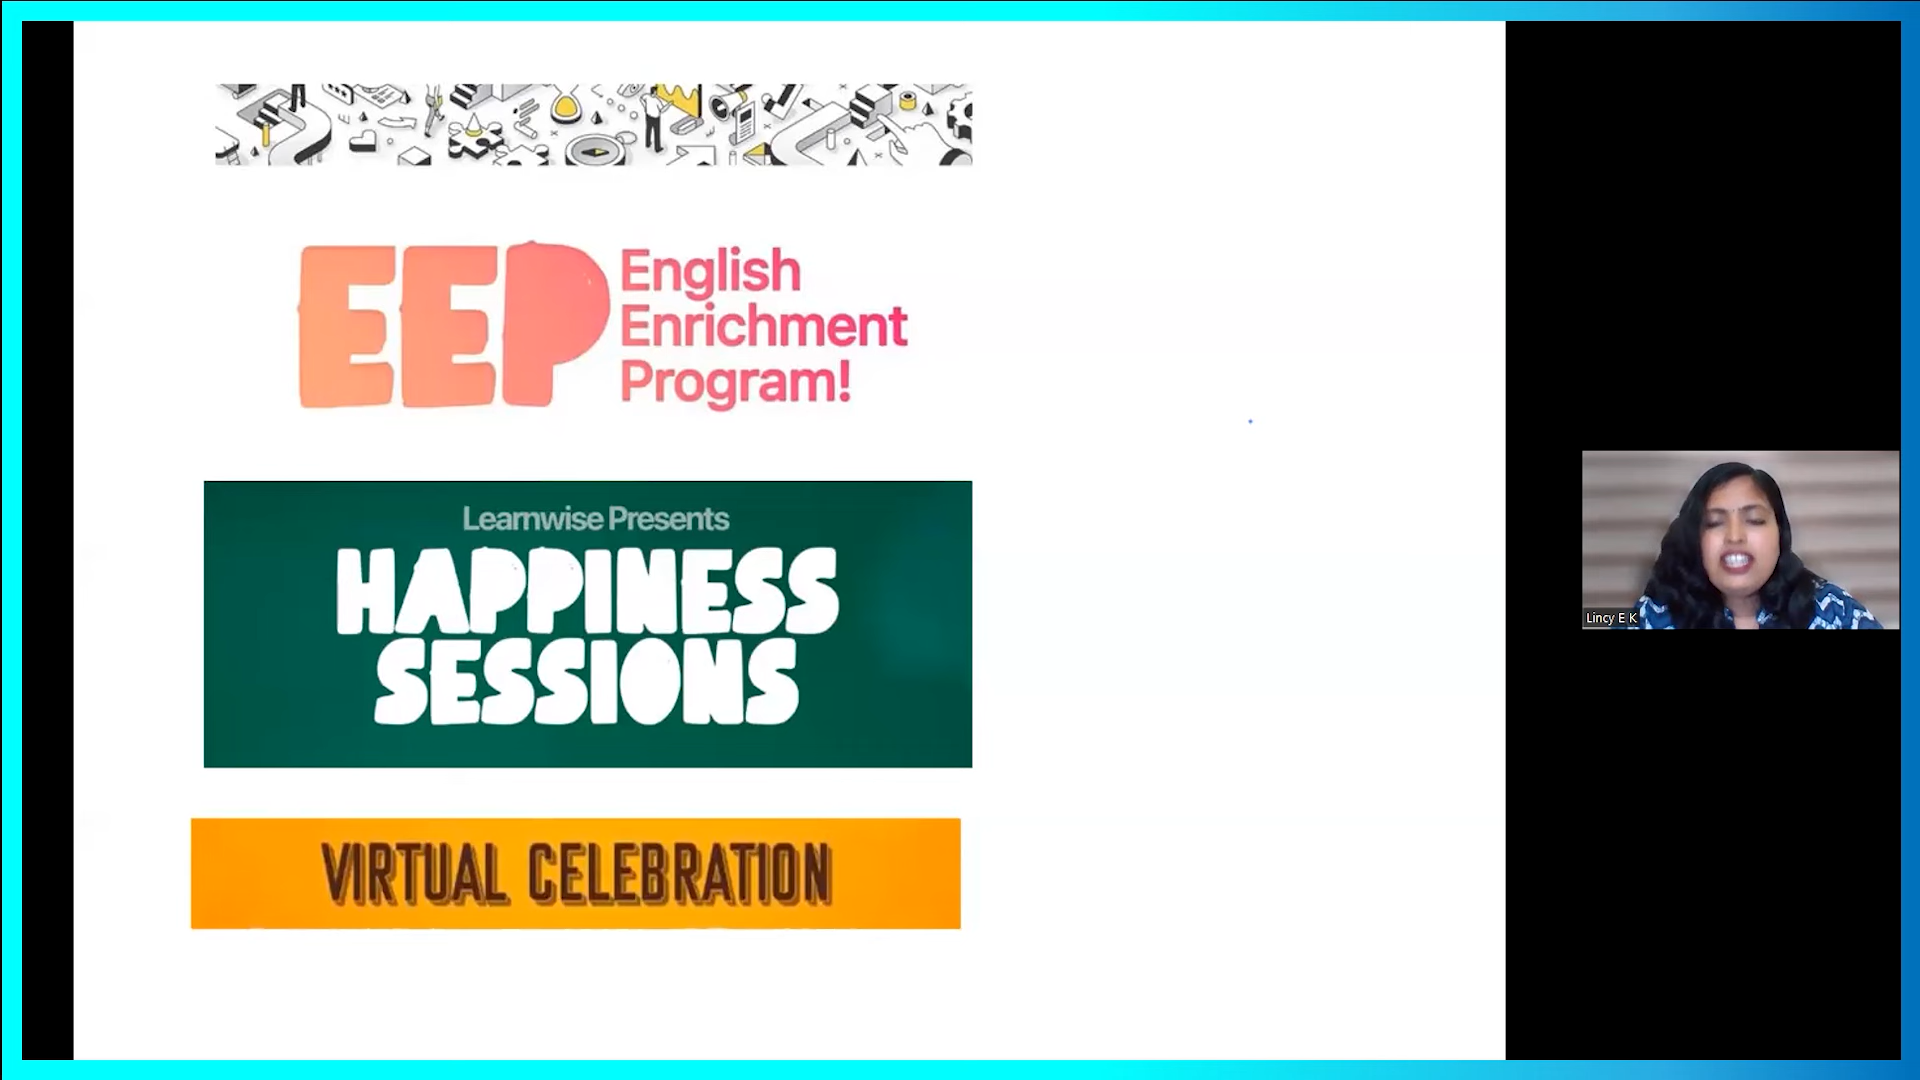 EEP
English
Enrichment
Program!
Learnwise Presents
HAPPINESS
SESSIONS
Lincy E K
VIRTUAL CELEBRATION